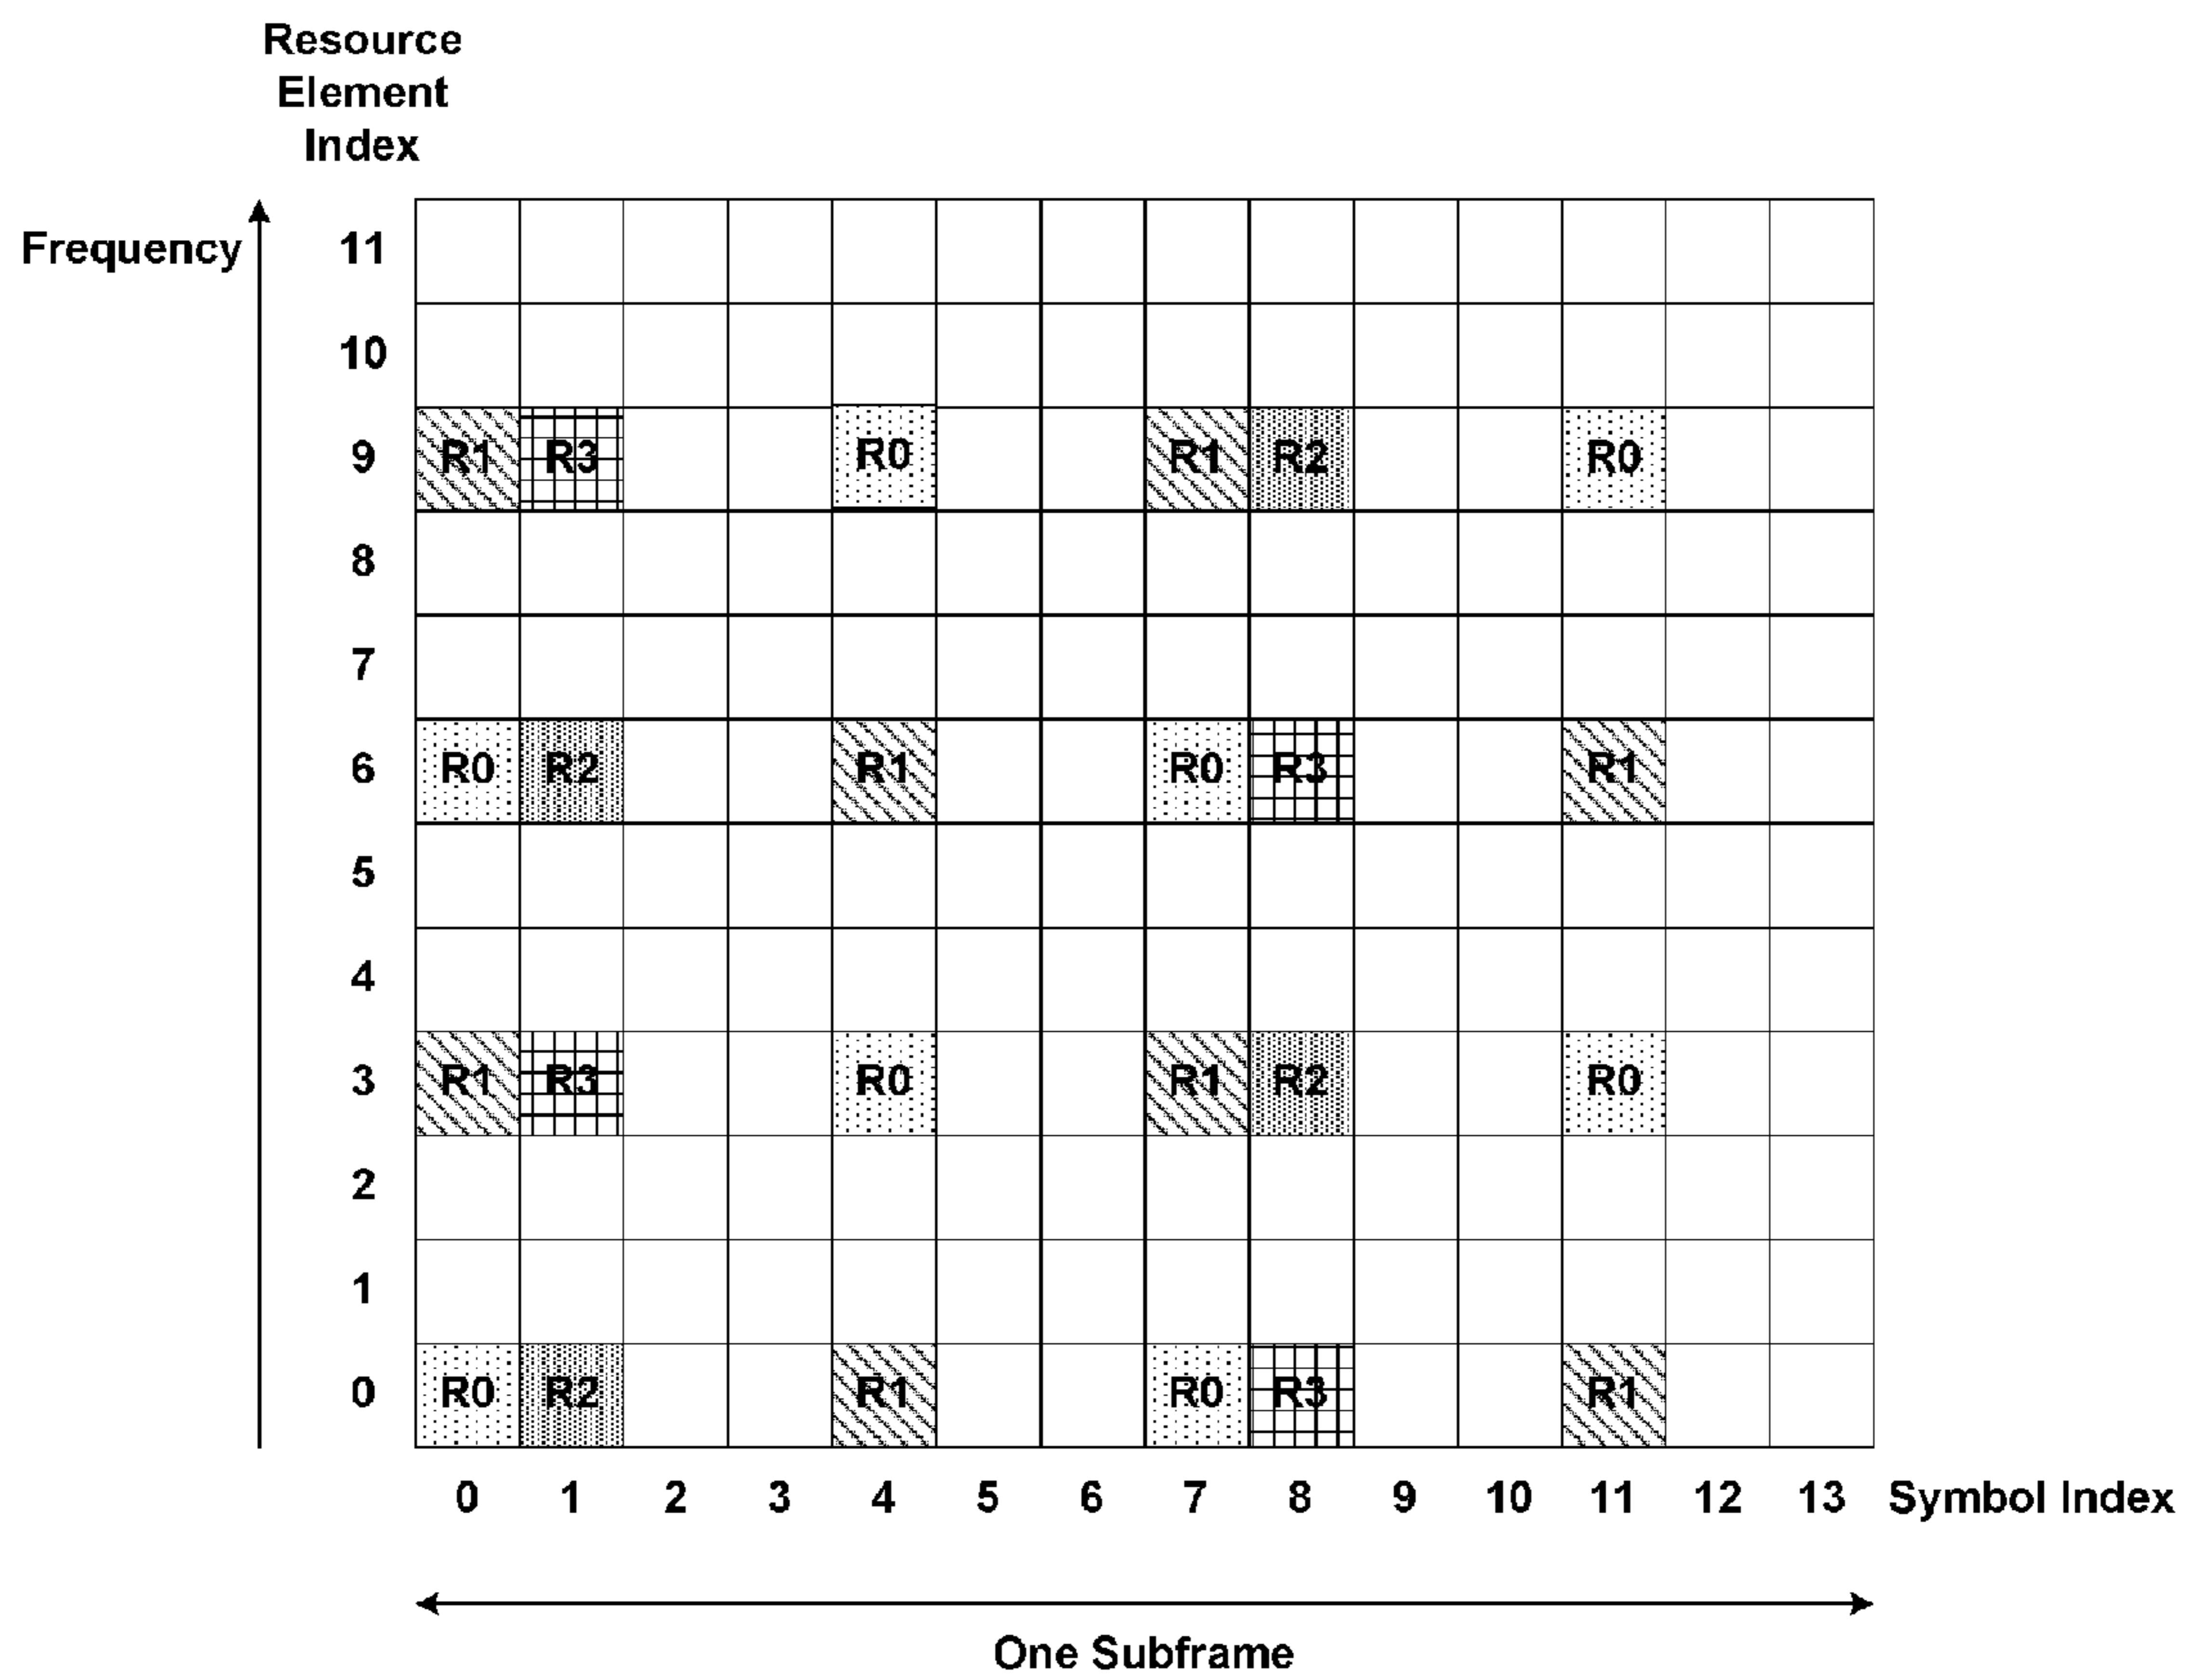 Resource
Element
Index
Frequency
11
10
9 R1 R3 R0 R1 R2 R0
8
7
6 R0 R2 R1 R0 R3 R1
5
4
3 R1 R3 R0 R1 R2 R0
2
1
0 R0 R2 R1 R0 R3 R1
0 1 2 3 4 5 6 7 8 9 10 11 12 13 Symbol Index
One Subframe